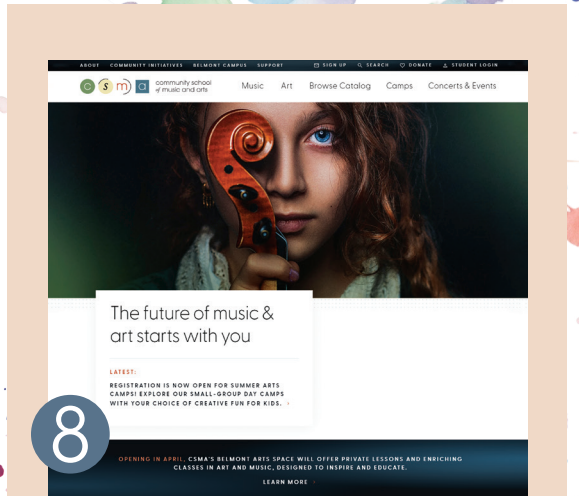 ABOUT COMMUNITY INITIATIVES BELMONT CAMPUS SUPPORT SIGN UP SEARCH DONATE STUDENT LOGIN
c s m a
community school
of music and arts
Music Art Browse Catalog Camps Concerts & Events
The future of music &
art starts with you
LATEST:
REGISTRATION IS NOW OPEN FOR SUMMER ARTS
CAMPS! EXPLORE OUR SMALL-GROUP DAY CAMPS
WITH YOUR CHOICE OF CREATIVE FUN FOR KIDS. ›
8
OPENING IN APRIL, CSMA'S BELMONT ARTS SPACE WILL OFFER PRIVATE LESSONS AND ENRICHING
CLASSES IN ART AND MUSIC, DESIGNED TO INSPIRE AND EDUCATE.
LEARN MORE ›